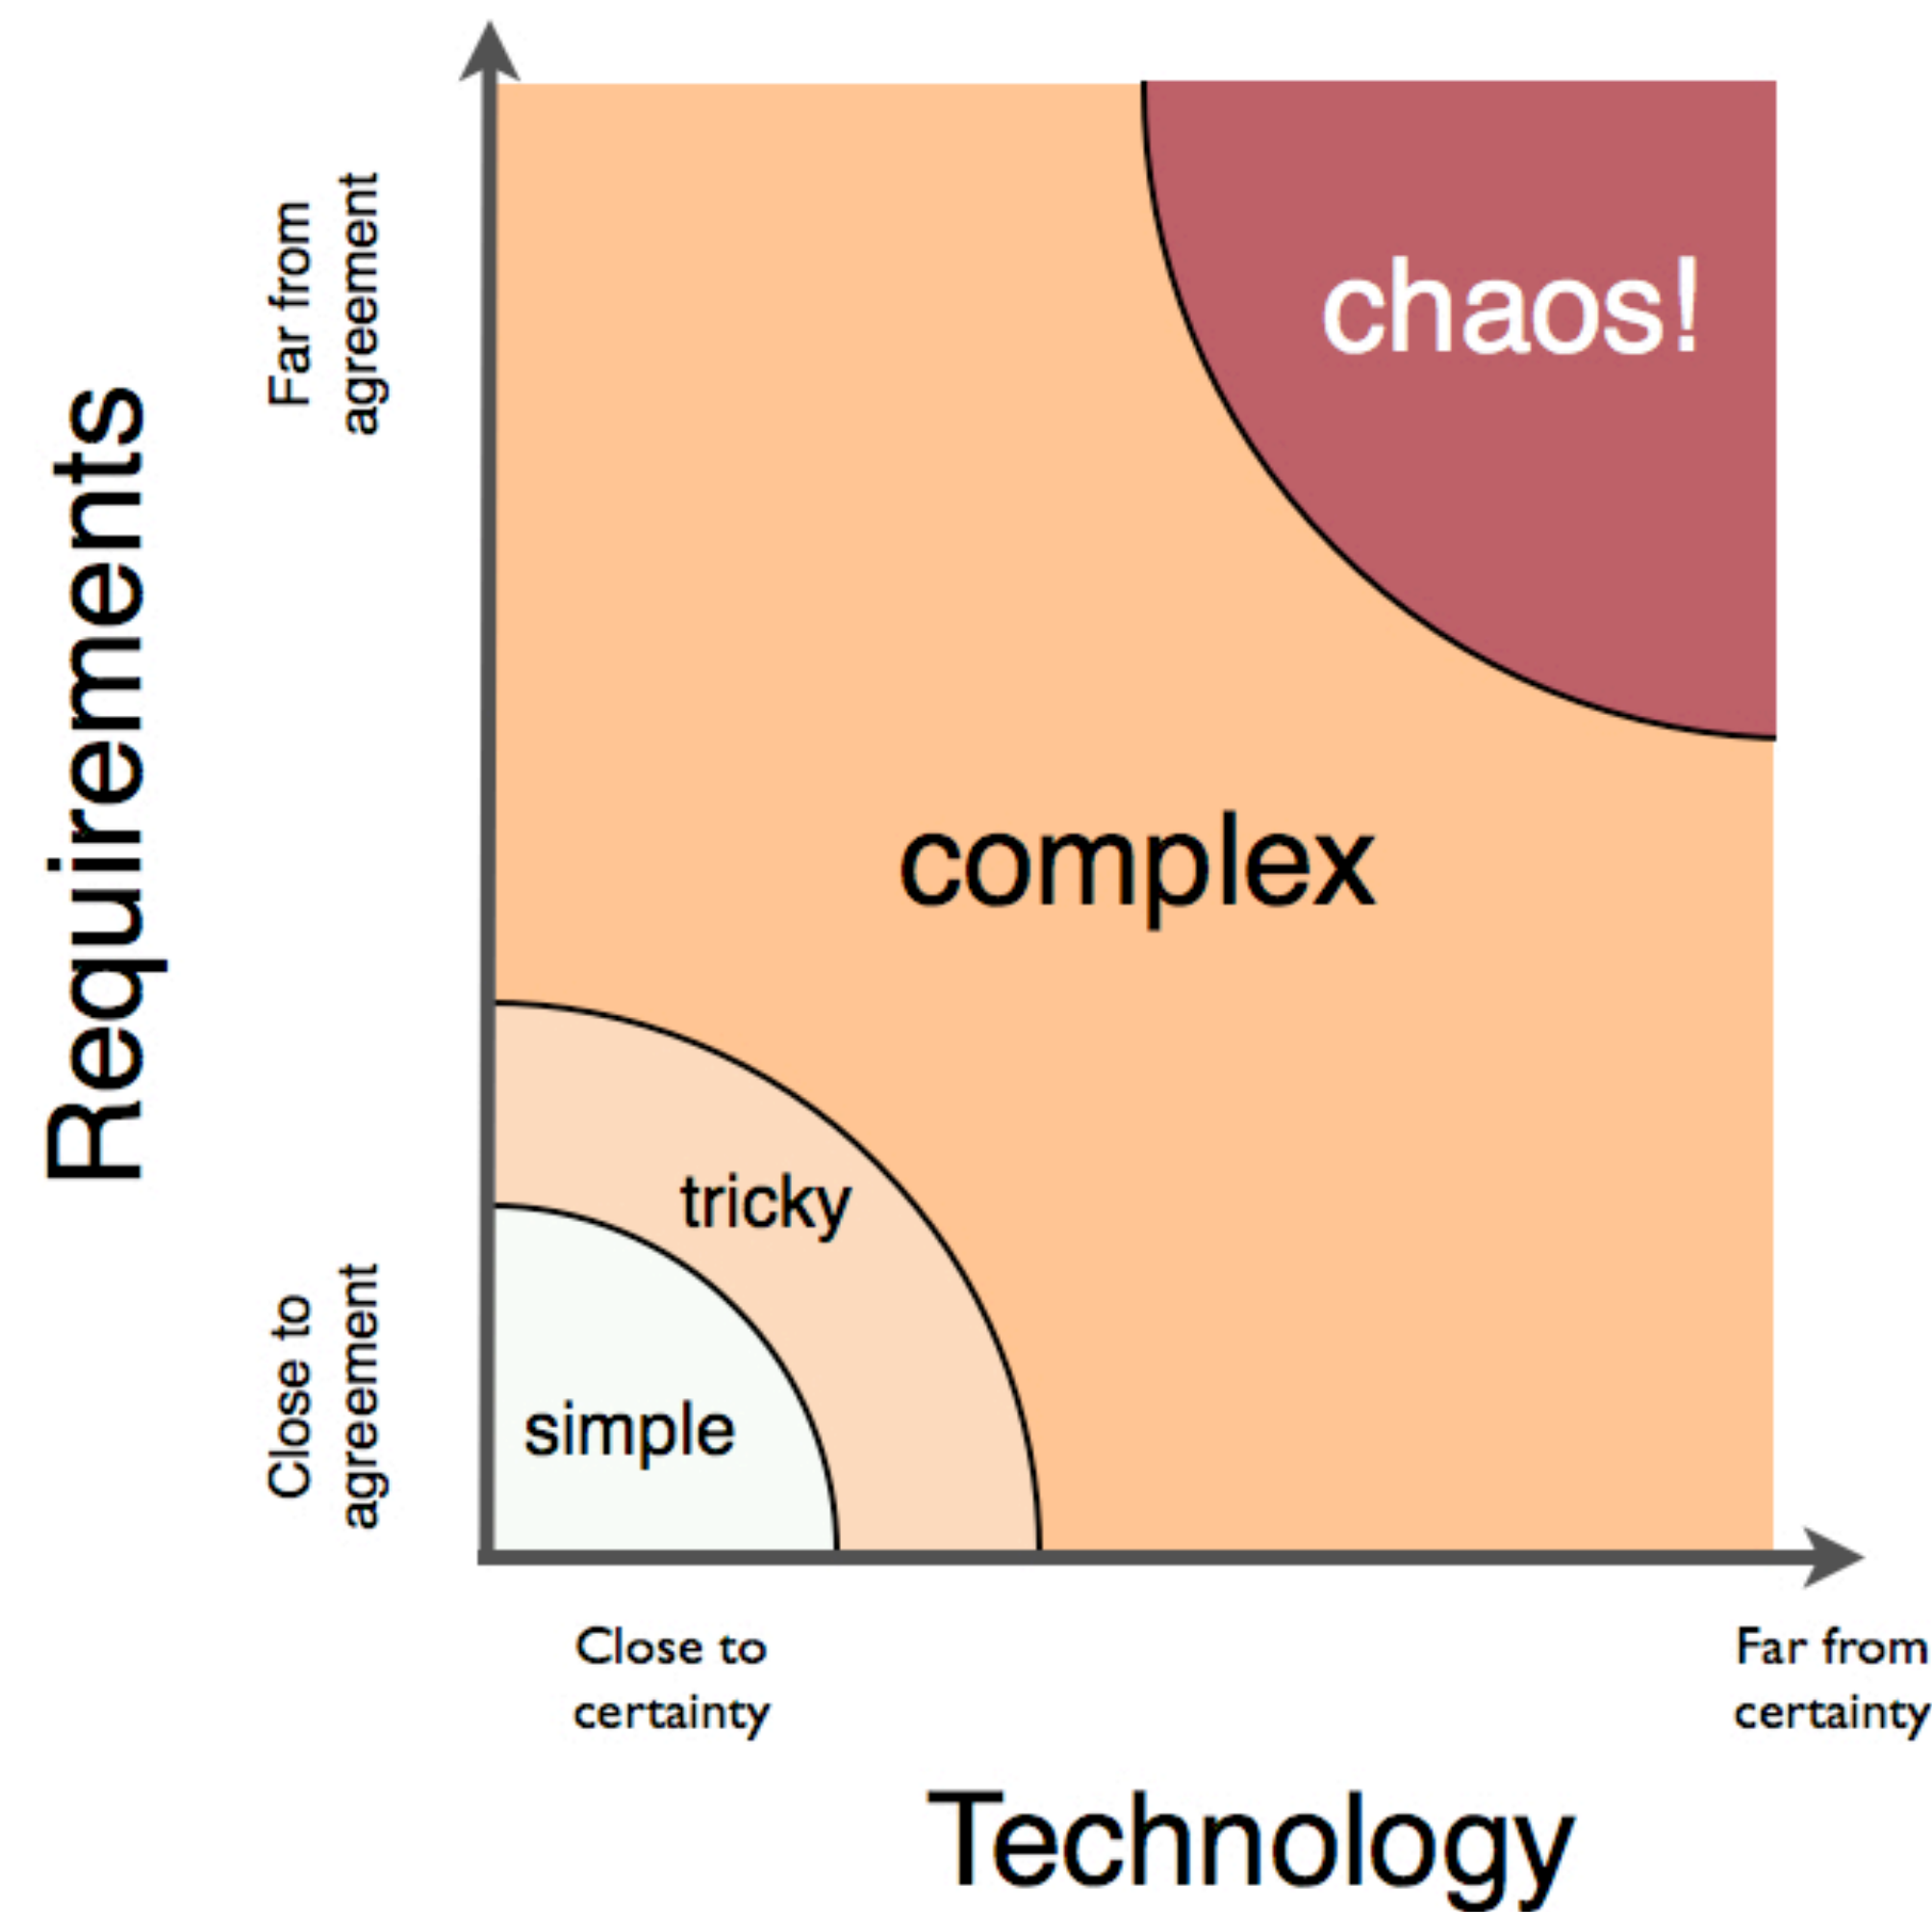 Requirements
Far from
agreement
Close to
agreement
chaos!
complex
tricky
simple
Close to
certainty
Far from
certainty
Technology